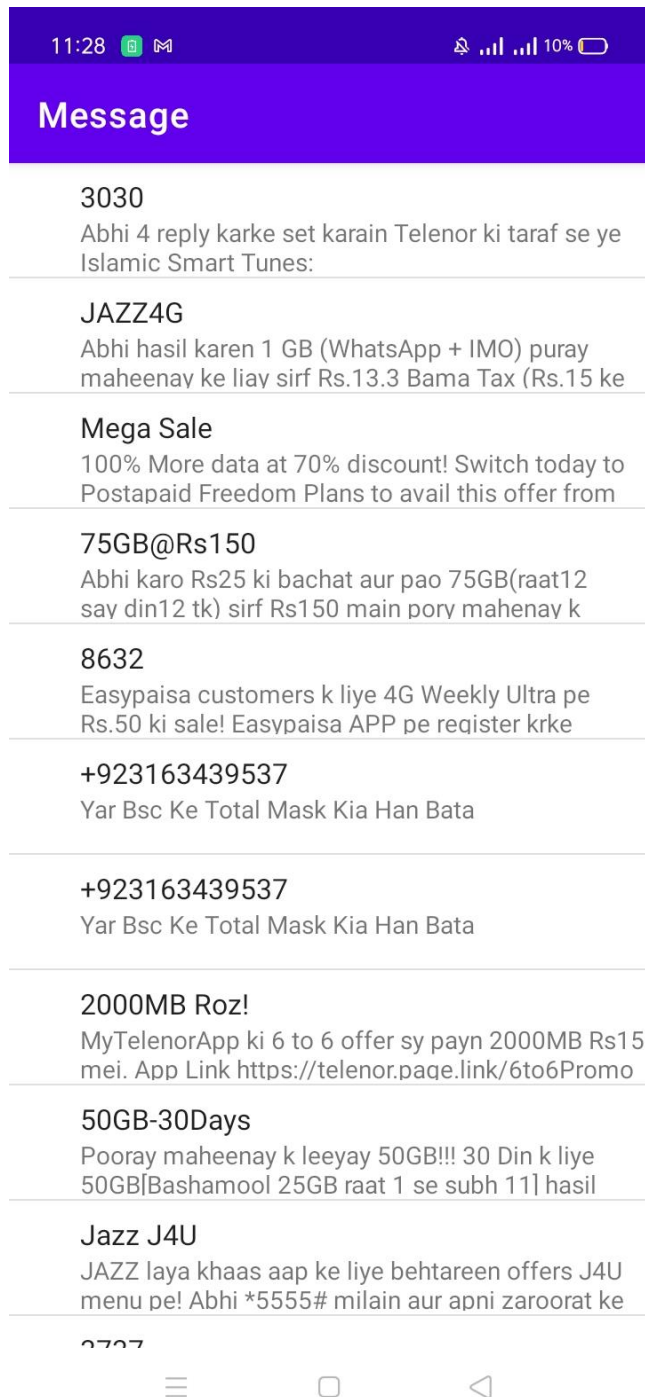 11:28 10%
Message
3030
Abhi 4 reply karke set karain Telenor ki taraf se ye
Islamic Smart Tunes:
JAZZ4G
Abhi hasil karen 1 GB (WhatsApp + IMO) puray
maheenay ke liay sirf Rs.13.3 Bama Tax (Rs.15 ke
Mega Sale
100% More data at 70% discount! Switch today to
Postapaid Freedom Plans to avail this offer from
75GB@Rs150
Abhi karo Rs25 ki bachat aur pao 75GB(raat12
say din12 tk) sirf Rs150 main pory mahenay k
8632
Easypaisa customers k liye 4G Weekly Ultra pe
Rs.50 ki sale! Easypaisa APP pe register krke
+923163439537
Yar Bsc Ke Total Mask Kia Han Bata
+923163439537
Yar Bsc Ke Total Mask Kia Han Bata
2000MB Roz!
MyTelenorApp ki 6 to 6 offer sy payn 2000MB Rs15
mei. App Link https://telenor.page.link/6to6Promo
50GB-30Days
Pooray maheenay k leeyay 50GB!!! 30 Din k liye
50GB[Bashamool 25GB raat 1 se subh 11] hasil
Jazz J4U
JAZZ laya khaas aap ke liye behtareen offers J4U
menu pe! Abhi *5555# milain aur apni zaroorat ke